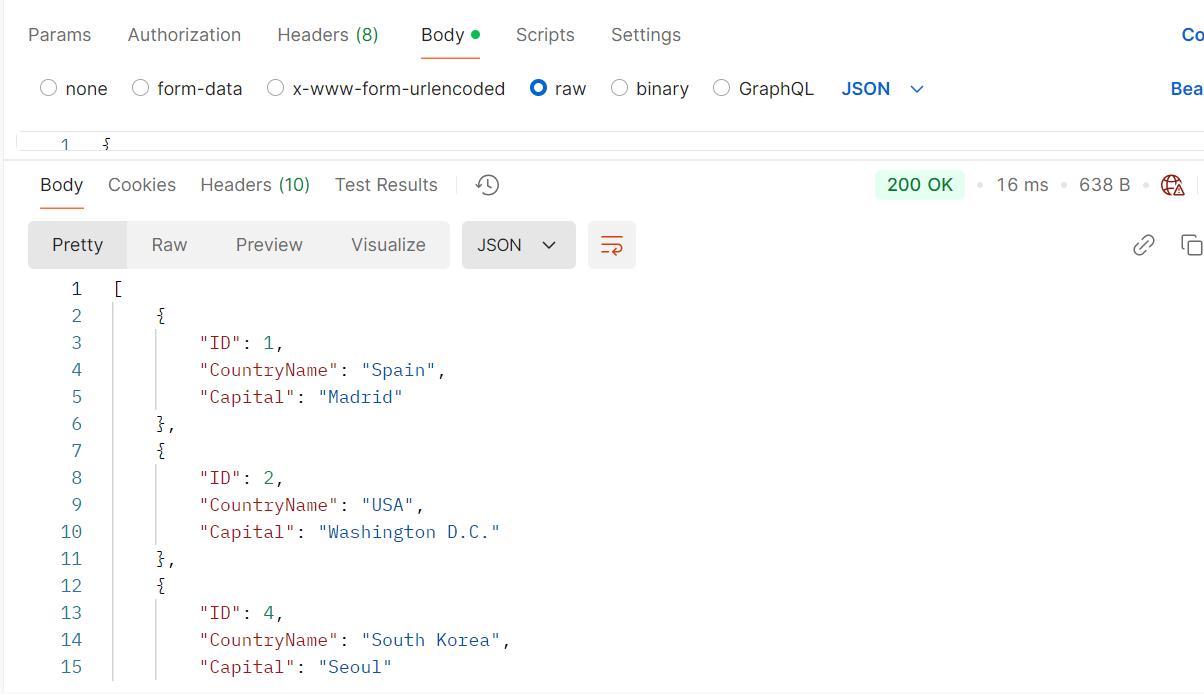 Params Authorization Headers (8) Body Scripts Settings Co
none form-data x-www-form-urlencoded raw binary GraphQL JSON Bea
1 {
Body Cookies Headers (10) Test Results 200 OK 16 ms 638 B
Pretty Raw Preview Visualize JSON
1 [
2 {
3 "ID": 1,
4 "CountryName": "Spain",
5 "Capital": "Madrid"
6 },
7 {
8 "ID": 2,
9 "CountryName": "USA",
10 "Capital": "Washington D.C."
11 },
12 {
13 "ID": 4,
14 "CountryName": "South Korea",
15 "Capital": "Seoul"